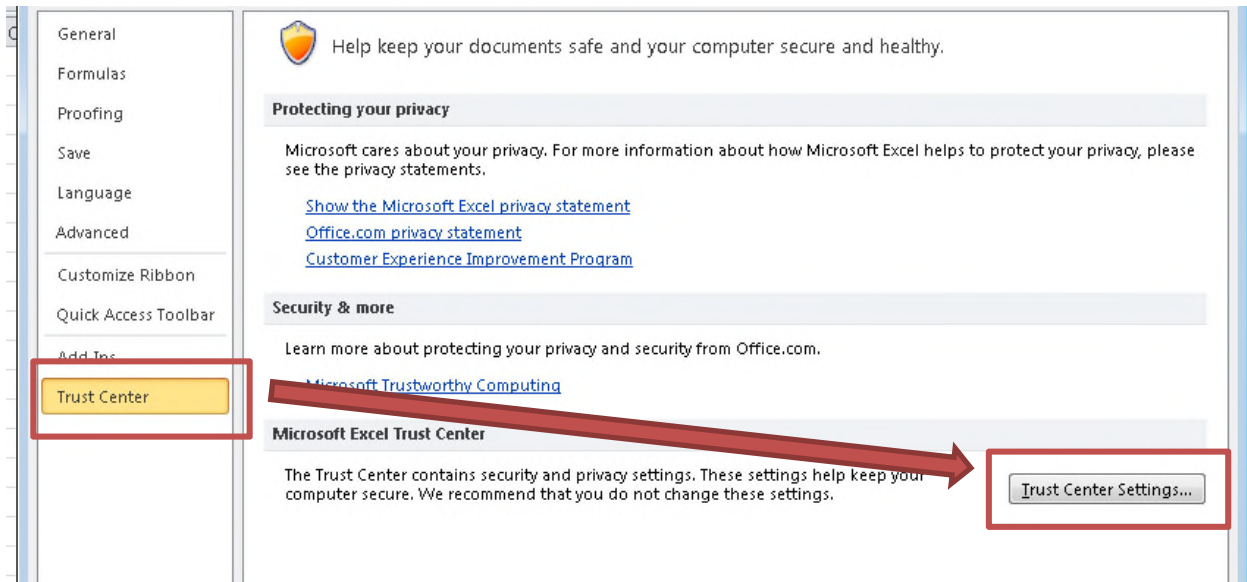 General
Formulas
Proofing
Save
Language
Advanced
Customize Ribbon
Quick Access Toolbar
Add-Ins
Trust Center
Help keep your documents safe and your computer secure and healthy.
Protecting your privacy
Microsoft cares about your privacy. For more information about how Microsoft Excel helps to protect your privacy, please
see the privacy statements.
Show the Microsoft Excel privacy statement
Office.com privacy statement
Customer Experience Improvement Program
Security & more
Learn more about protecting your privacy and security from Office.com.
Microsoft Trustworthy Computing
Microsoft Excel Trust Center
The Trust Center contains security and privacy settings. These settings help keep your
computer secure. We recommend that you do not change these settings.
Trust Center Settings...